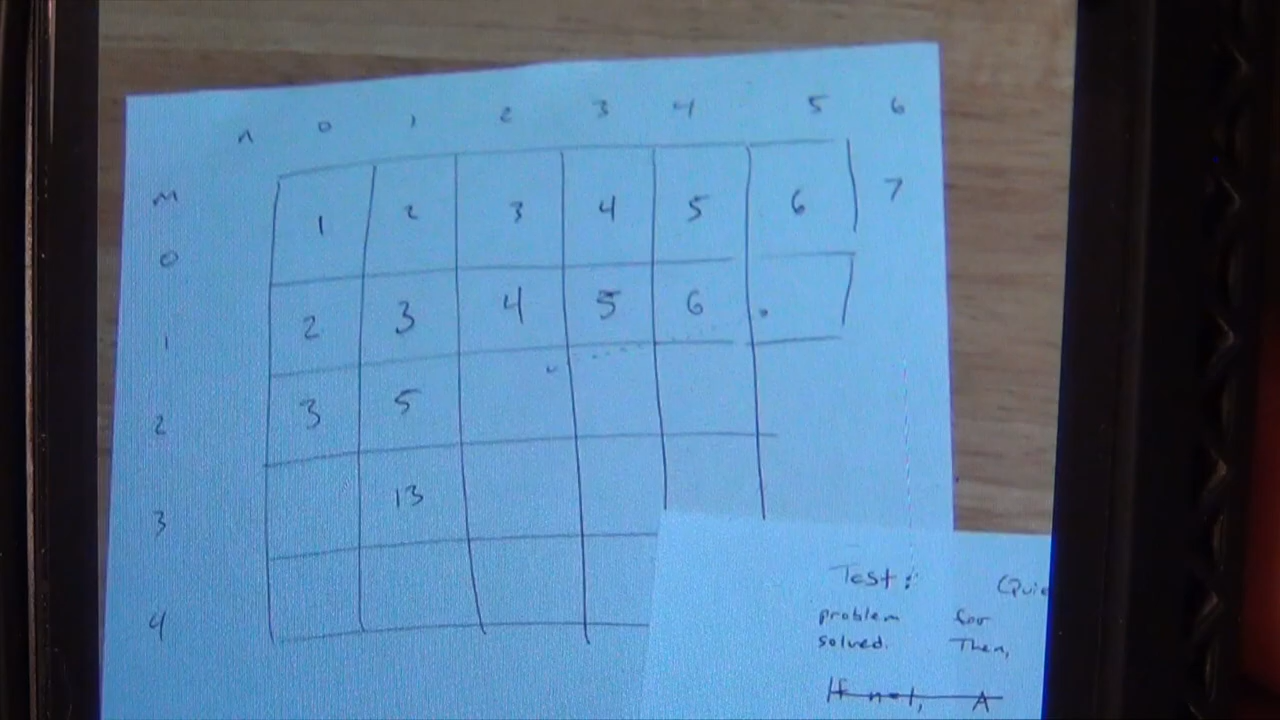 n 0 1 2 3 4 5 6
m
0 1 2 3 4 5 6 7
1 2 3 4 5 6
2 3 5
3 13
4
Test:
problem for
solved. Then,
If not, A